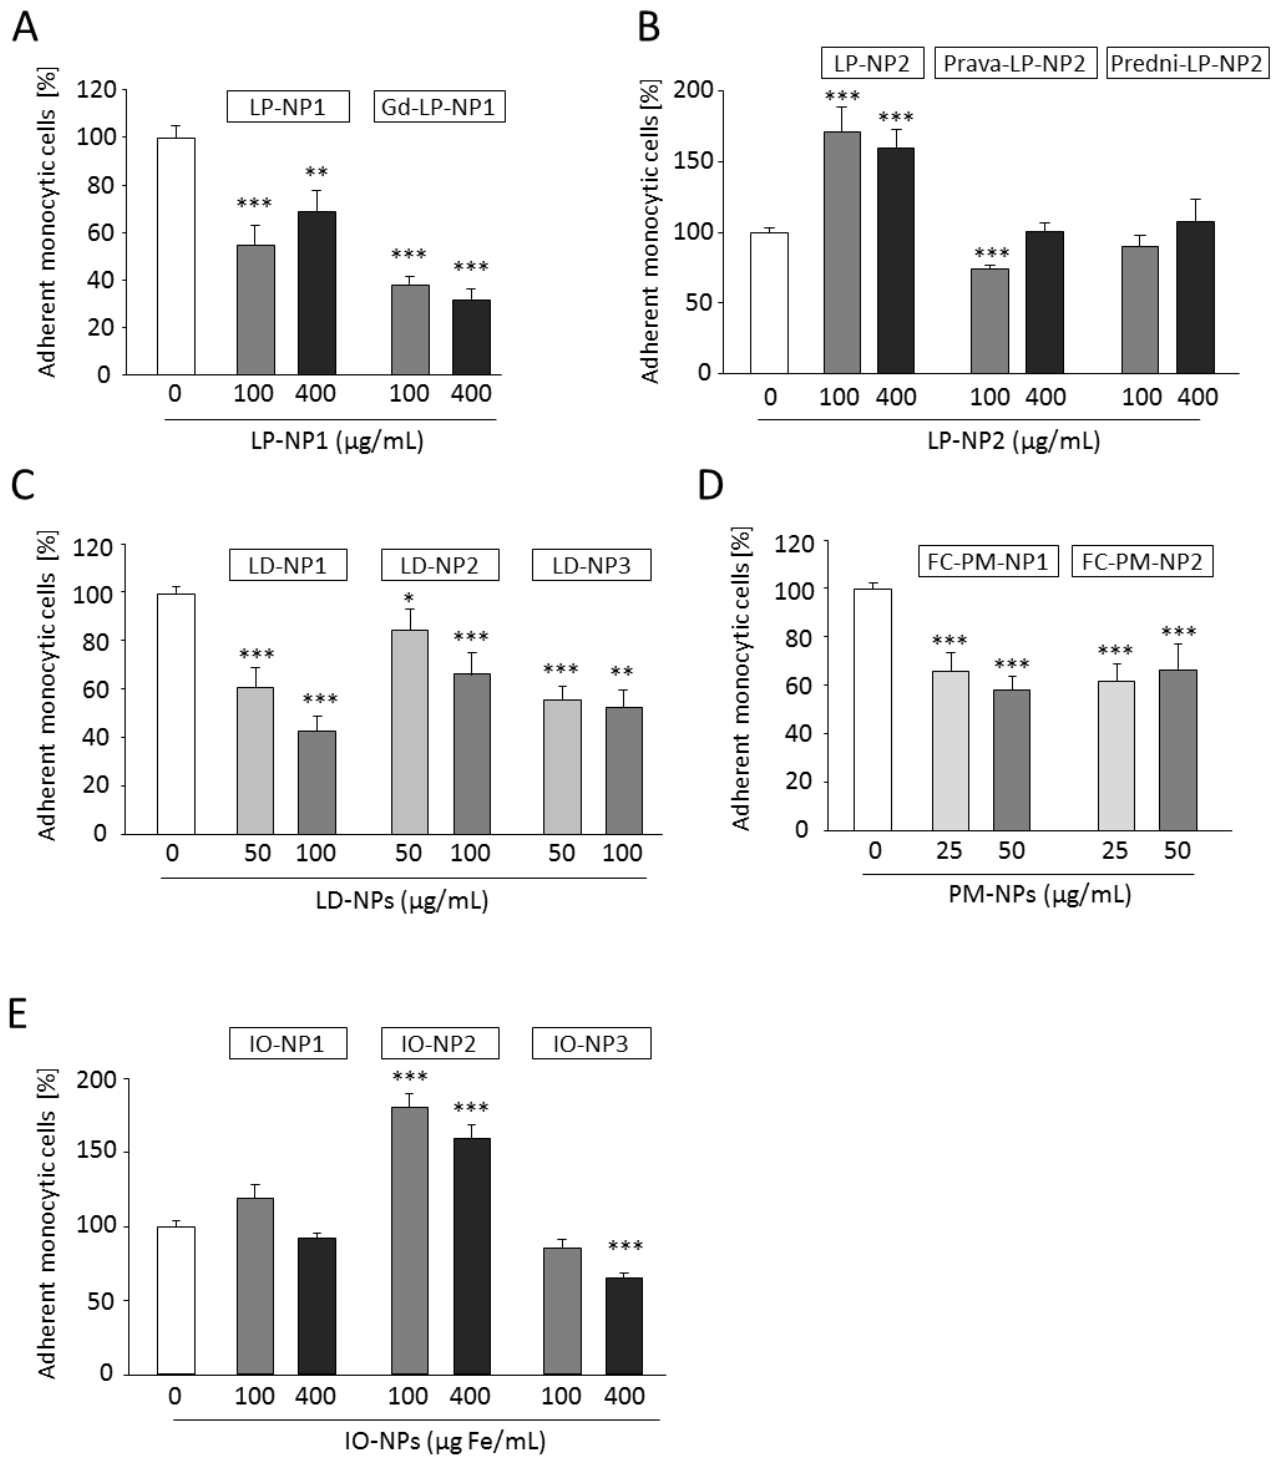 A
Adherent monocytic cells [%]
120
100
80
60
40
20
0
LP-NP1
Gd-LP-NP1
***
**
***
***
0 100 400 100 400
LP-NP1 (µg/mL)
B
Adherent monocytic cells [%]
200
150
100
50
0
LP-NP2
Prava-LP-NP2
Predni-LP-NP2
***
***
***
0 100 400 100 400 100 400
LP-NP2 (µg/mL)
C
Adherent monocytic cells [%]
120
100
80
60
40
20
0
LD-NP1
LD-NP2
LD-NP3
***
***
*
***
***
**
0 50 100 50 100 50 100
LD-NPs (µg/mL)
D
Adherent monocytic cells [%]
120
100
80
60
40
20
0
FC-PM-NP1
FC-PM-NP2
***
***
***
***
0 25 50 25 50
PM-NPs (µg/mL)
E
Adherent monocytic cells [%]
200
150
100
50
0
IO-NP1
IO-NP2
IO-NP3
***
***
***
0 100 400 100 400 100 400
IO-NPs (µg Fe/mL)